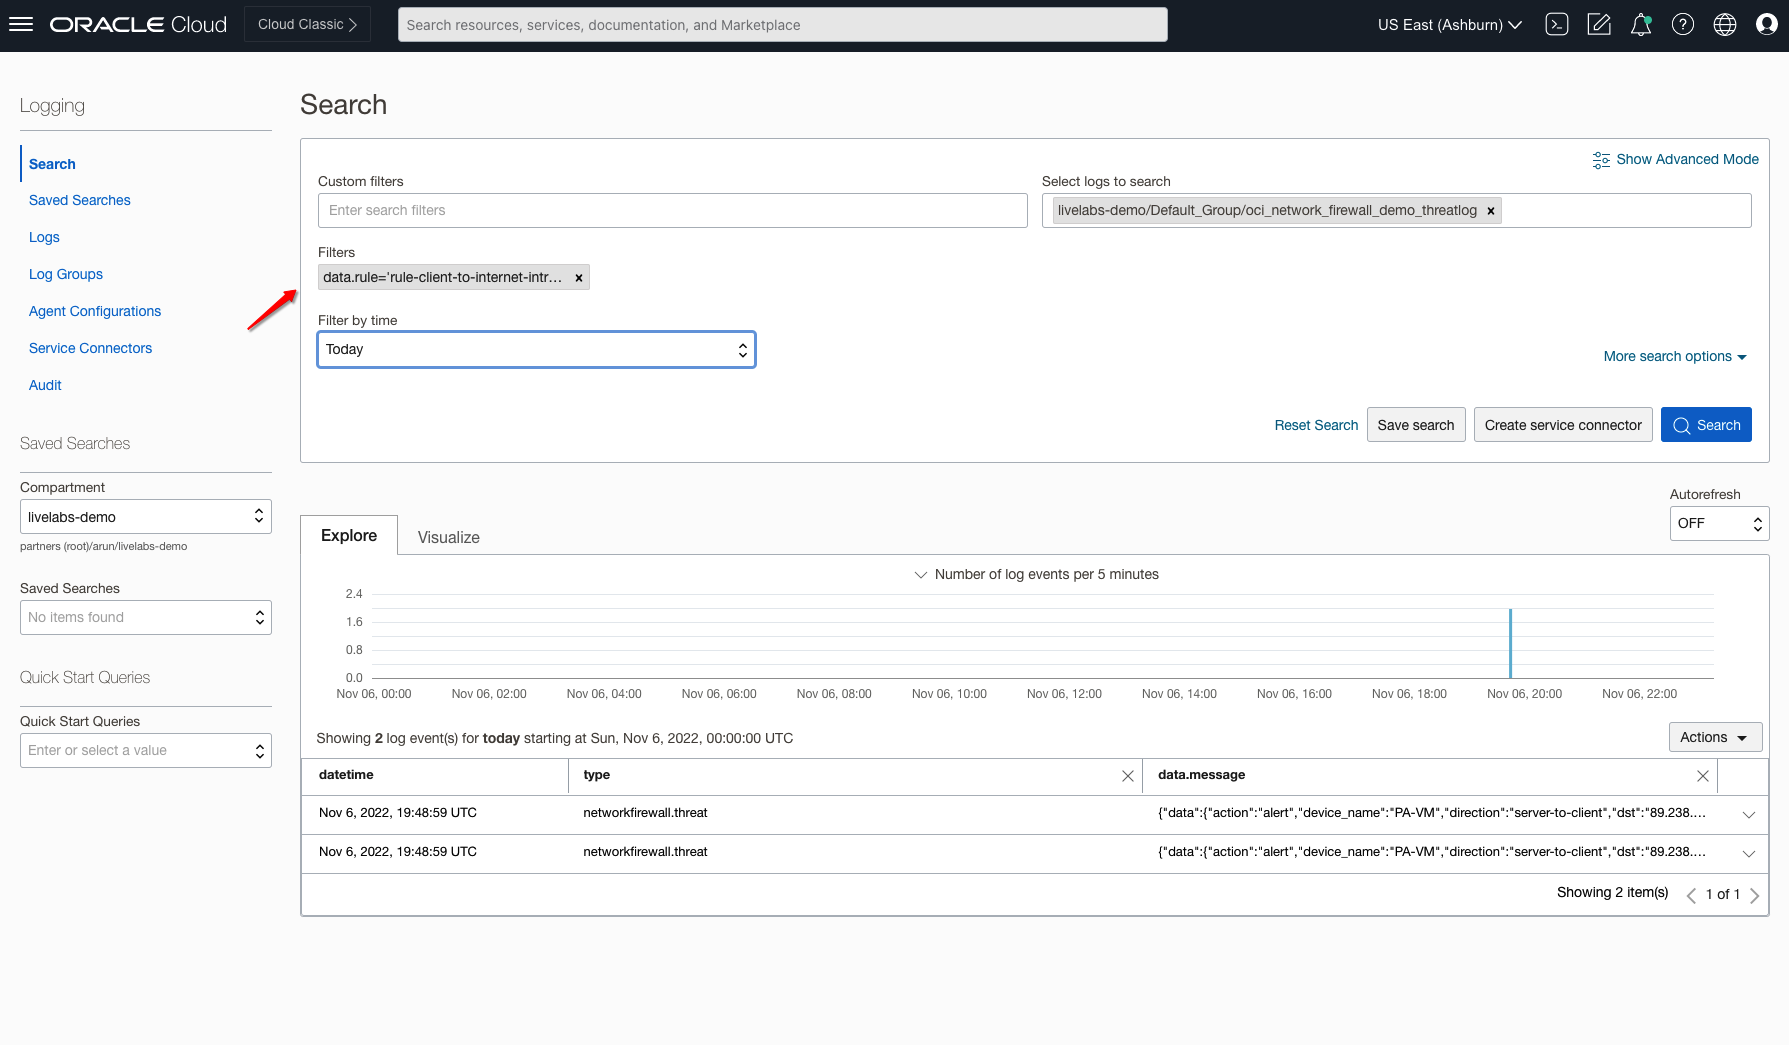 ORACLE Cloud
Cloud Classic
Search resources, services, documentation, and Marketplace
US East (Ashburn)
Logging
Search
Saved Searches
Logs
Log Groups
Agent Configurations
Service Connectors
Audit
Saved Searches
Compartment
livelabs-demo
partners (root)/arun/livelabs-demo
Saved Searches
No items found
Quick Start Queries
Quick Start Queries
Enter or select a value
Search
Show Advanced Mode
Custom filters
Enter search filters
Select logs to search
livelabs-demo/Default_Group/oci_network_firewall_demo_threatlog ×
Filters
data.rule='rule-client-to-internet-intr... ×
Filter by time
Today
More search options
Reset Search
Save search
Create service connector
Search
Autorefresh
OFF
Explore
Visualize
Number of log events per 5 minutes
2.4
1.6
0.8
0.0
Nov 06, 00:00 Nov 06, 02:00 Nov 06, 04:00 Nov 06, 06:00 Nov 06, 08:00 Nov 06, 10:00 Nov 06, 12:00 Nov 06, 14:00 Nov 06, 16:00 Nov 06, 18:00 Nov 06, 20:00 Nov 06, 22:00
Showing 2 log event(s) for today starting at Sun, Nov 6, 2022, 00:00:00 UTC
Actions
datetime type data.message
Nov 6, 2022, 19:48:59 UTC networkfirewall.threat {"data":{"action":"alert","device_name":"PA-VM","direction":"server-to-client","dst":"89.238....
Nov 6, 2022, 19:48:59 UTC networkfirewall.threat {"data":{"action":"alert","device_name":"PA-VM","direction":"server-to-client","dst":"89.238....
Showing 2 item(s) 1 of 1